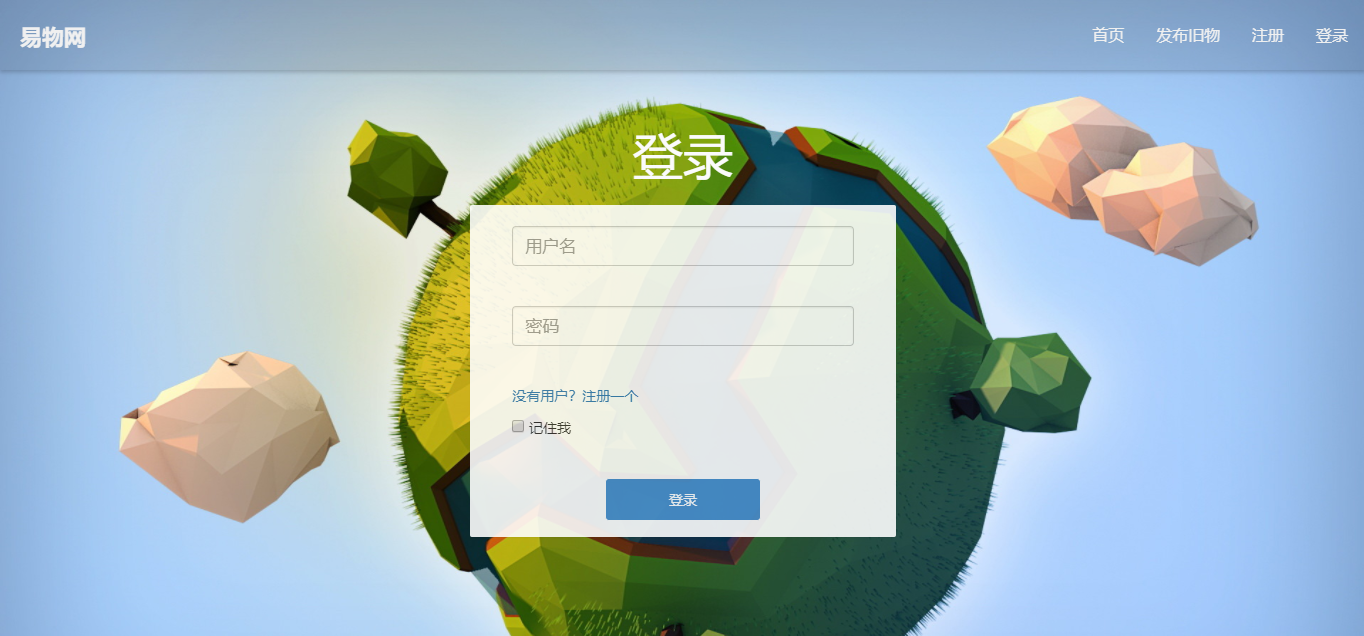 易物网
首页 发布旧物 注册 登录
登录
用户名
密码
没有用户？注册一个
记住我
登录